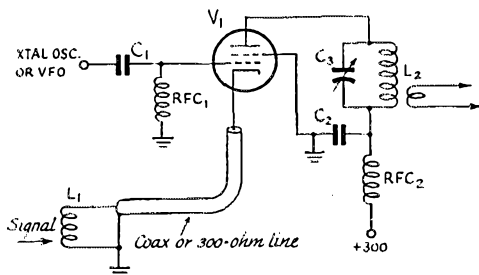 V1
XTAL OSC.
OR VFO
C1
RFC1
C3
L2
C2
RFC2
+300
L1
Signal
Coax or 300-ohm line